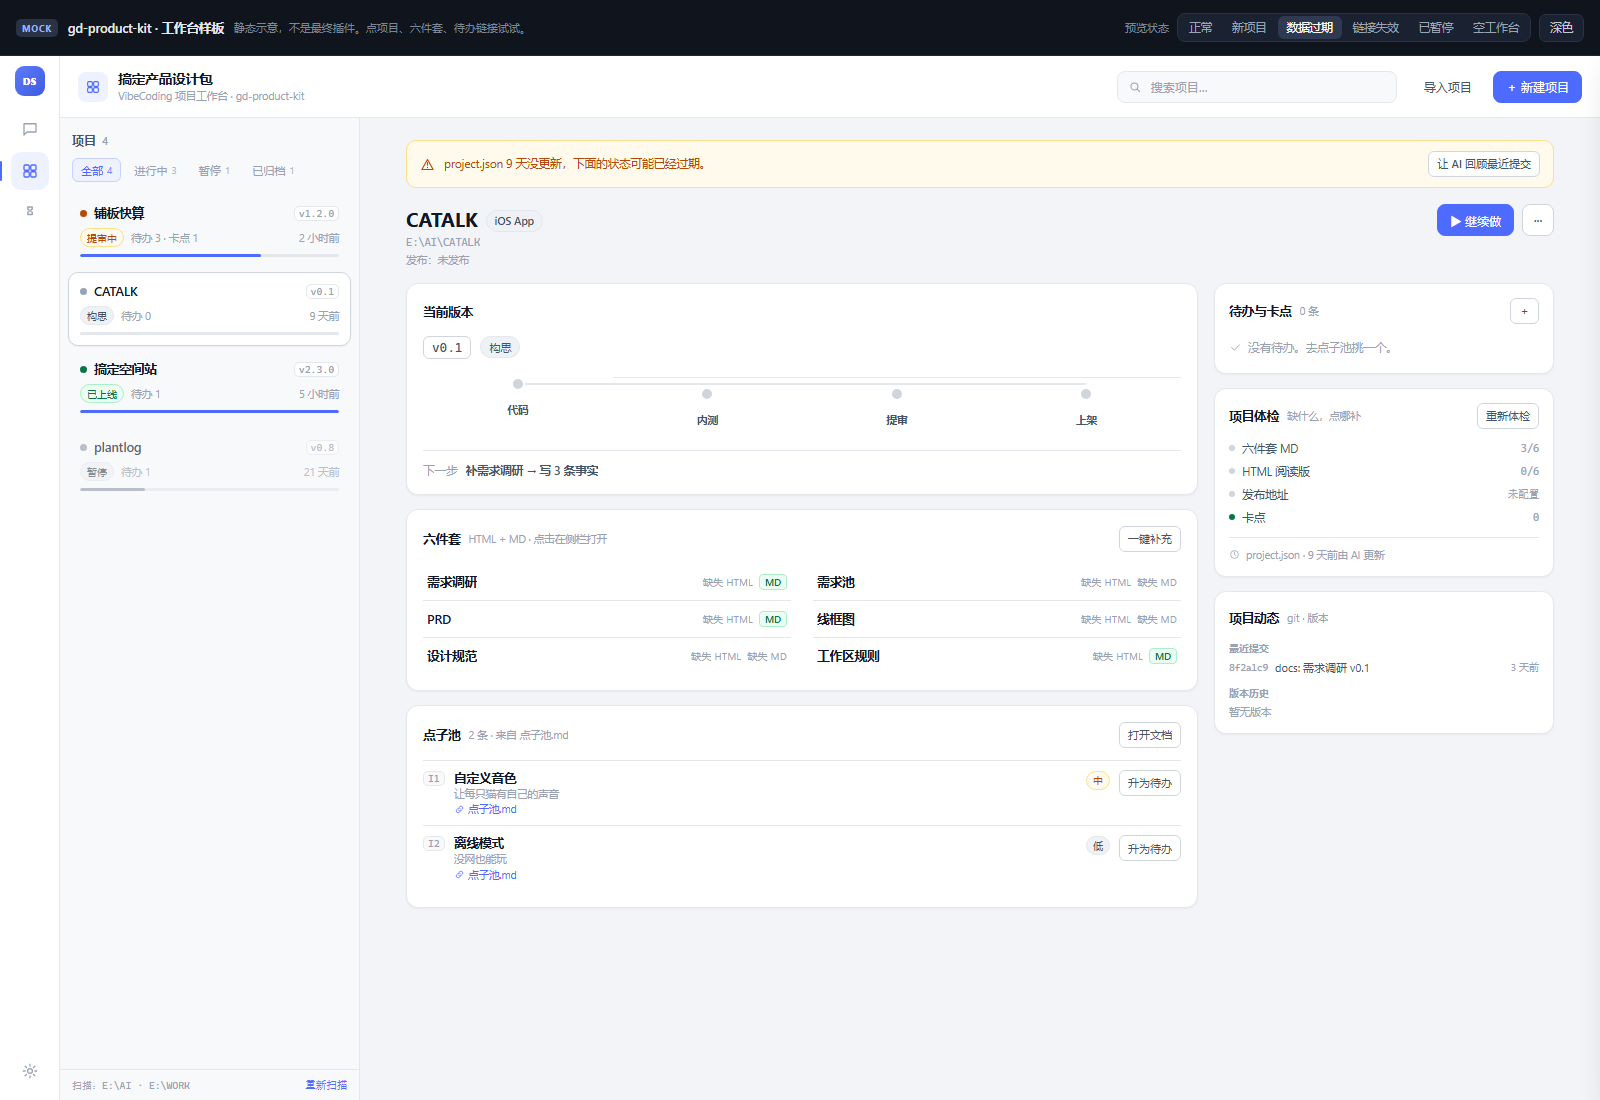 MOCK gd-product-kit · 工作台样板 静态示意，不是最终插件。点项目、六件套、待办链接试试。 预览状态 正常 新项目 数据过期 链接失效 已暂停 空工作台 深色
DS
搞定产品设计包
VibeCoding 项目工作台 · gd-product-kit
搜索项目...
导入项目
+ 新建项目
项目 4
全部 4 进行中 3 暂停 1 已归档 1
铺板快算 v1.2.0
提审中 待办 3 · 卡点 1 2 小时前
CATALK v0.1
构思 待办 0 9 天前
搞定空间站 v2.3.0
已上线 待办 1 5 小时前
plantlog v0.8
暂停 待办 1 21 天前
扫描: E:\AI · E:\WORK 重新扫描
project.json 9 天没更新，下面的状态可能已经过期。 让 AI 回顾最近提交
CATALK iOS App
E:\AI\CATALK
发布：未发布
▶ 继续做 ...
当前版本
v0.1 构思
代码 内测 提审 上架
下一步 补需求调研 → 写 3 条事实
六件套 HTML + MD · 点击在侧栏打开 一键补充
需求调研 缺失 HTML MD
需求池 缺失 HTML 缺失 MD
PRD 缺失 HTML MD
线框图 缺失 HTML 缺失 MD
设计规范 缺失 HTML 缺失 MD
工作区规则 缺失 HTML MD
点子池 2 条 · 来自 点子池.md 打开文档
I1 自定义音色 中 升为待办
让每只猫有自己的声音
点子池.md
I2 离线模式 低 升为待办
没网也能玩
点子池.md
待办与卡点 0 条 +
没有待办。去点子池挑一个。
项目体检 缺什么，点哪补 重新体检
六件套 MD 3/6
HTML 阅读版 0/6
发布地址 未配置
卡点 0
project.json · 9 天前由 AI 更新
项目动态 git · 版本
最近提交
8f2a1c9 docs: 需求调研 v0.1 3 天前
版本历史
暂无版本